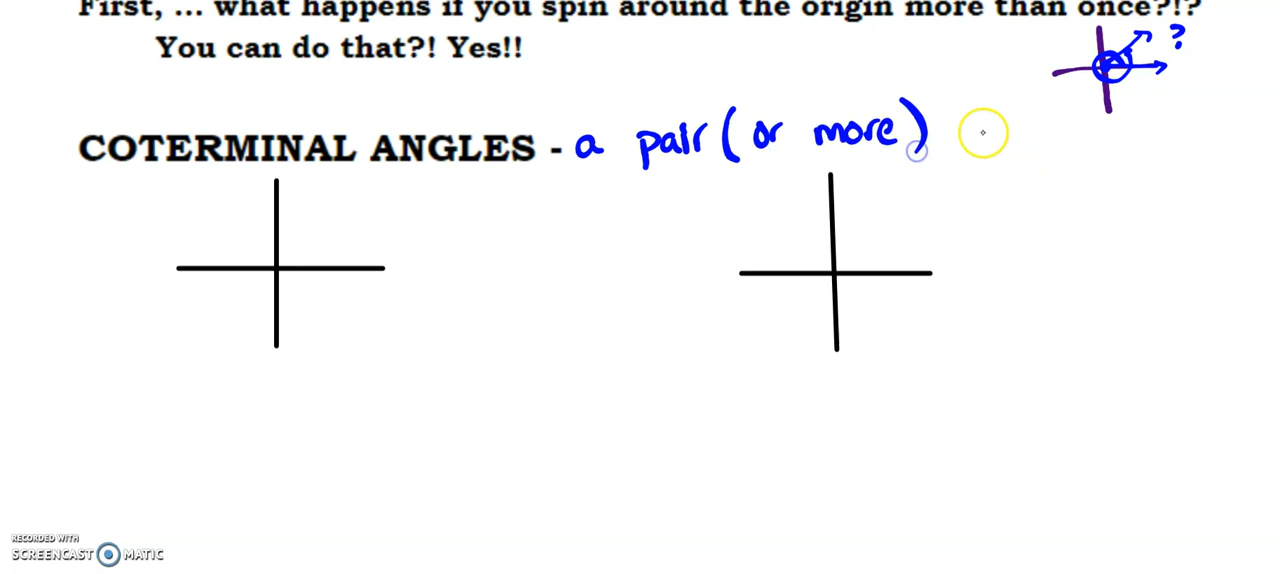 First, ... what happens if you spin around the origin more than once?!?
You can do that?! Yes!!
?
COTERMINAL ANGLES - a pair (or more)
RECORDED WITH
SCREENCAST MATIC